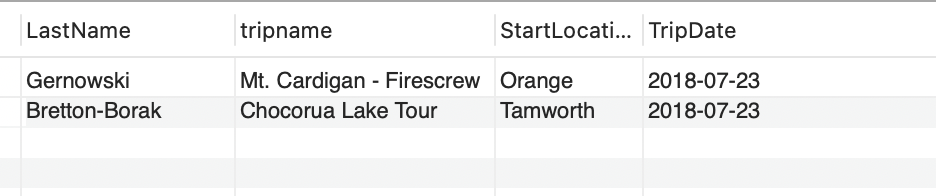 LastName tripname StartLocati... TripDate
Gernowski Mt. Cardigan - Firescrew Orange 2018-07-23
Bretton-Borak Chocorua Lake Tour Tamworth 2018-07-23